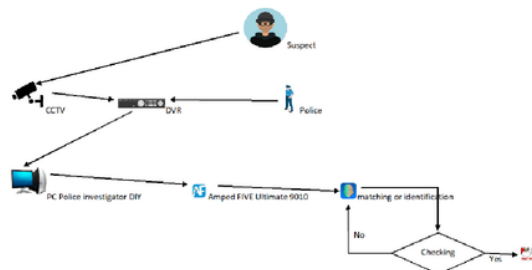 Suspect
CCTV
DVR
Police
PC Police investigator DIY
Amped FIVE Ultimate 9010
matching or identification
No
Checking
Yes